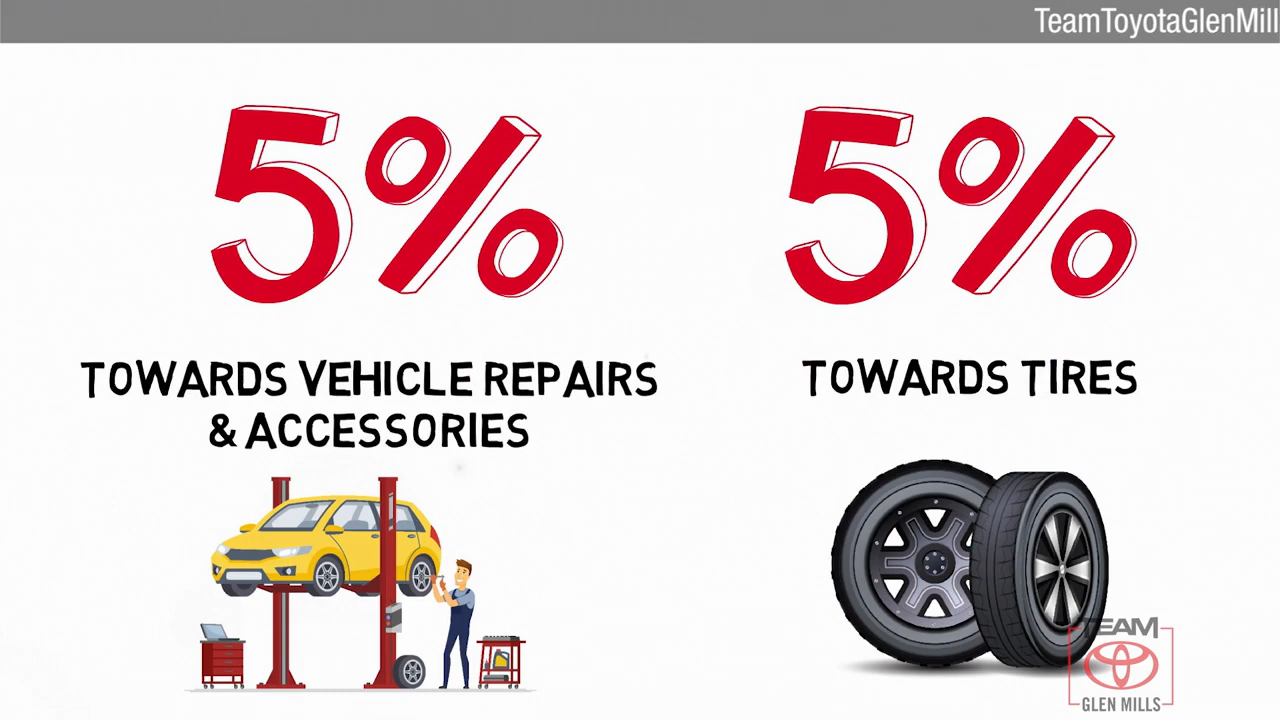 TeamToyotaGlenMill
5% 5%
TOWARDS VEHICLE REPAIRS
& ACCESSORIES
TOWARDS TIRES
TEAM
GLEN MILLS